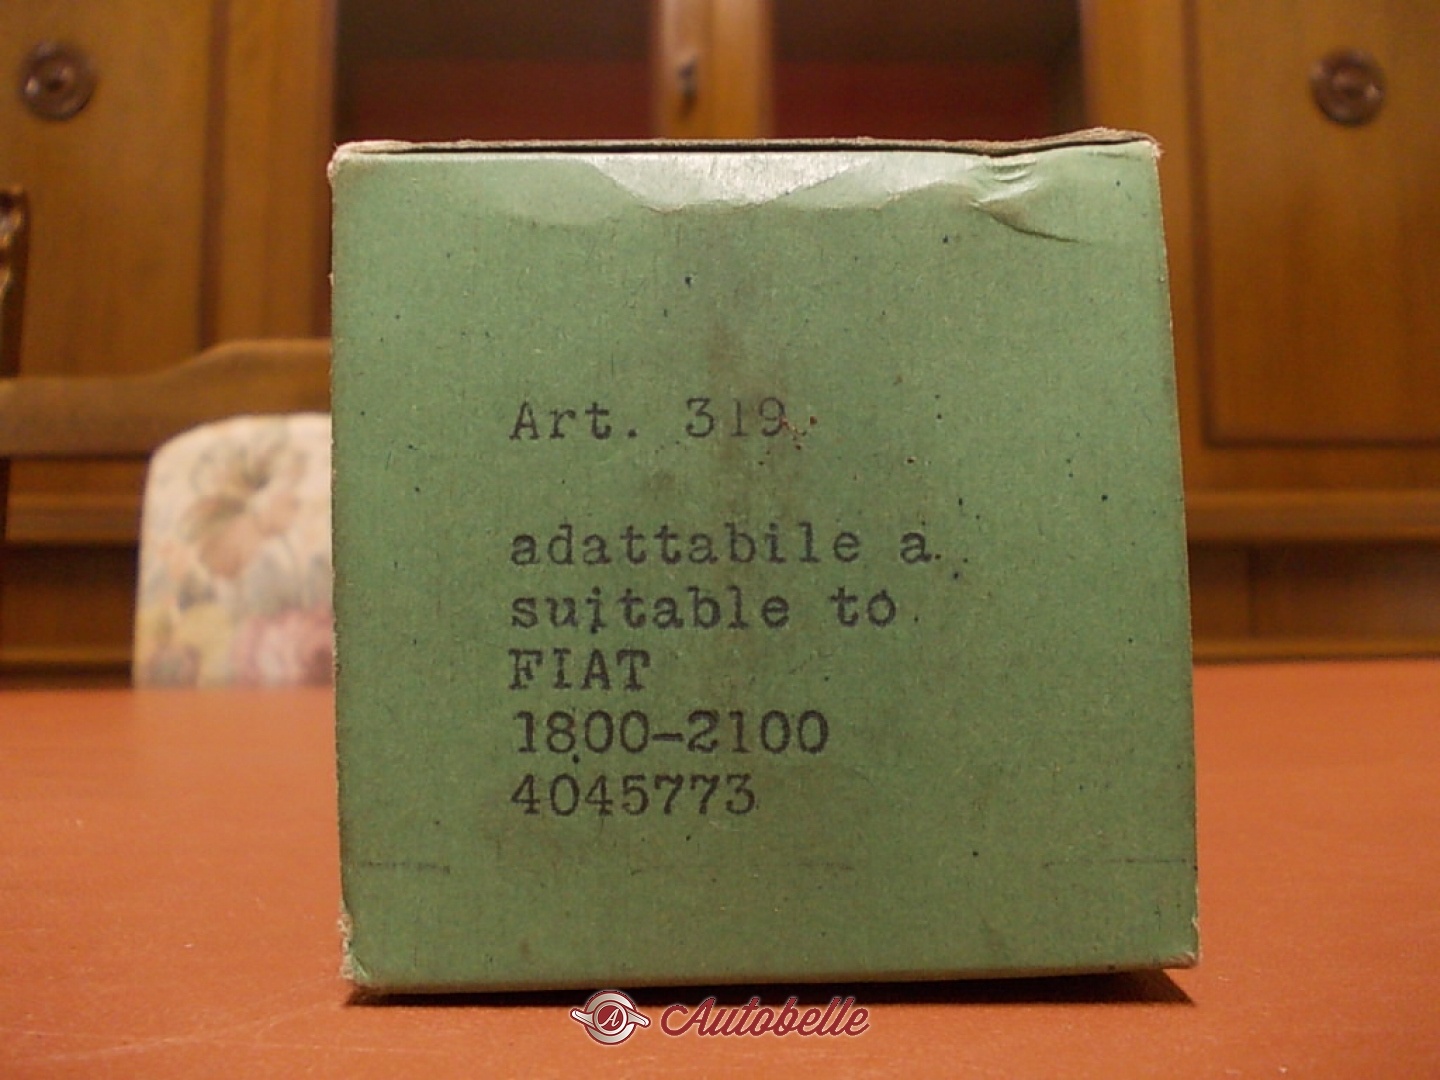 Art. 319
adattabile a
suitable to
FIAT
1800-2100
4045773
A Autobelle